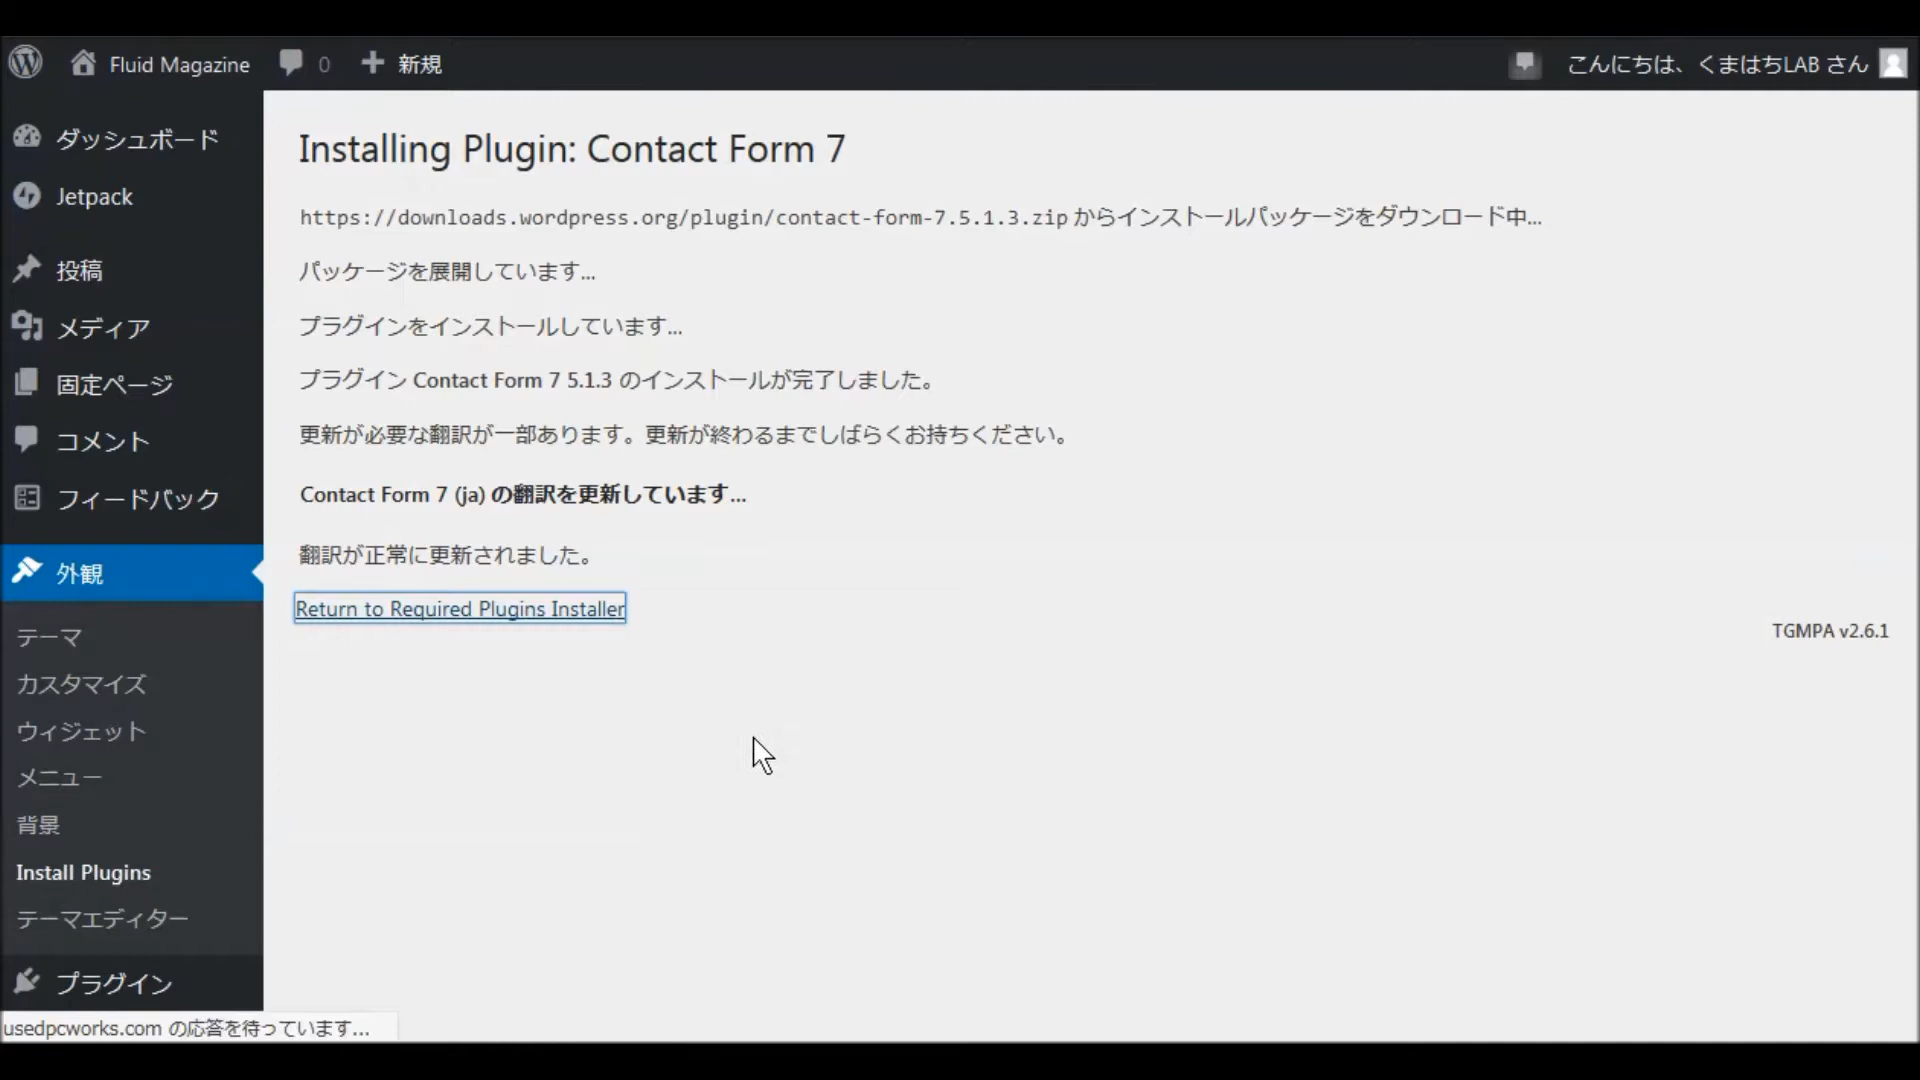 Fluid Magazine 0 新規 こんにちは、くまはちLAB さん
ダッシュボード
Jetpack
投稿
メディア
固定ページ
コメント
フィードバック
外観
テーマ
カスタマイズ
ウィジェット
メニュー
背景
Install Plugins
テーマエディター
プラグイン
Installing Plugin: Contact Form 7
https://downloads.wordpress.org/plugin/contact-form-7.5.1.3.zip からインストールパッケージをダウンロード中...
パッケージを展開しています...
プラグインをインストールしています...
プラグイン Contact Form 7 5.1.3 のインストールが完了しました。
更新が必要な翻訳が一部あります。更新が終わるまでしばらくお持ちください。
Contact Form 7 (ja) の翻訳を更新しています...
翻訳が正常に更新されました。
Return to Required Plugins Installer
TGMPA v2.6.1
usedpcworks.com の応答を待っています...